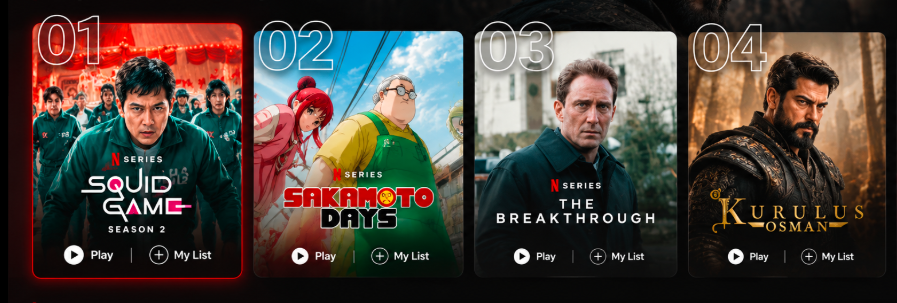 01
N SERIES
SQUID
GAME
SEASON 2
Play | My List
02
N SERIES
SAKAMOTO
DAYS
Play | My List
03
N SERIES
THE
BREAKTHROUGH
Play | My List
04
KURULUS
OSMAN
Play | My List